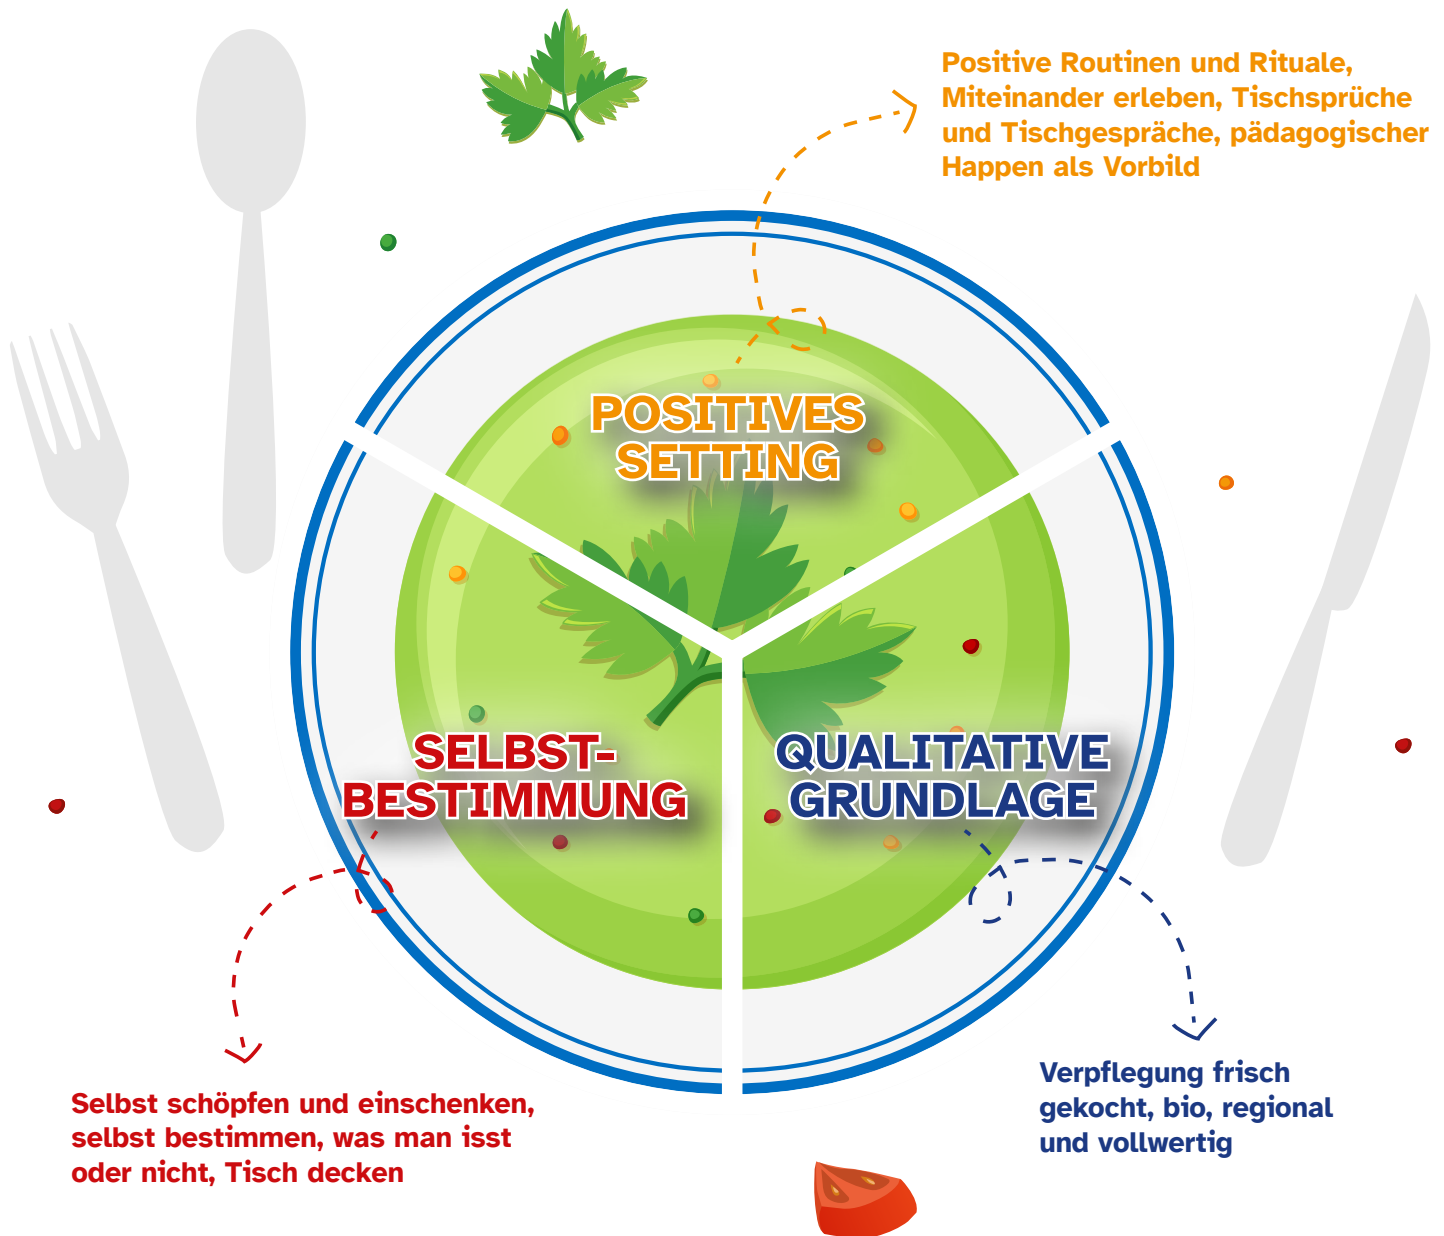 Positive Routinen und Rituale,
Miteinander erleben, Tischsprüche
und Tischgespräche, pädagogischer
Happen als Vorbild
POSITIVES
SETTING
SELBST-
BESTIMMUNG
QUALITATIVE
GRUNDLAGE
Selbst schöpfen und einschenken,
selbst bestimmen, was man isst
oder nicht, Tisch decken
Verpflegung frisch
gekocht, bio, regional
und vollwertig